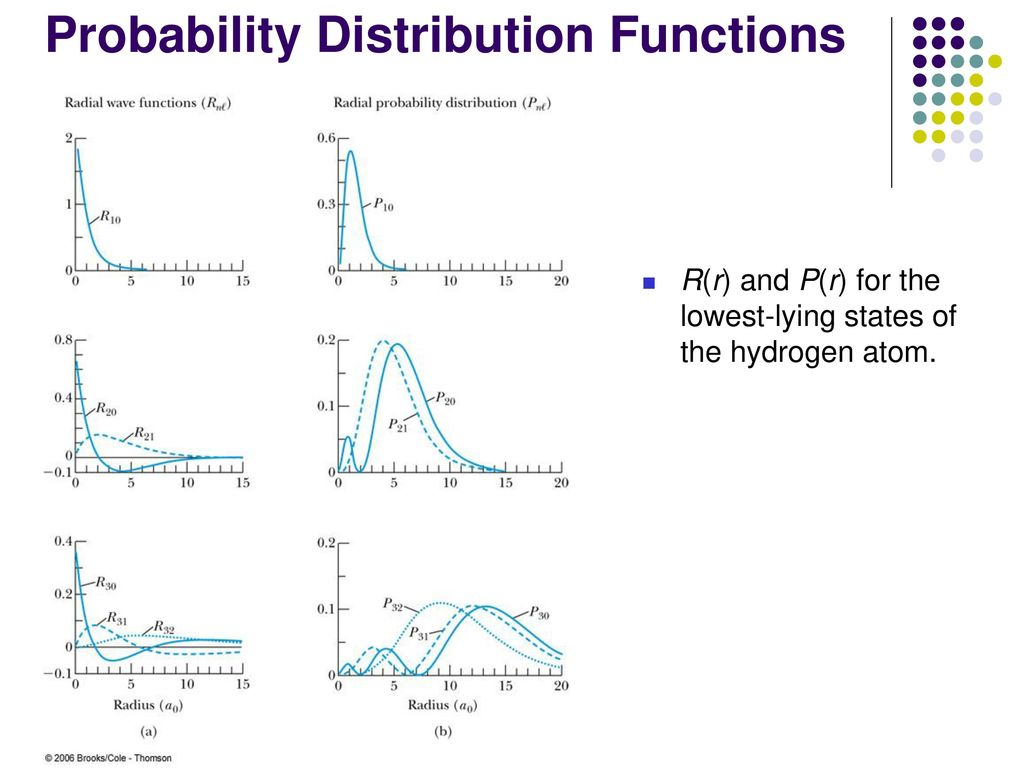 Probability Distribution Functions
Radial wave functions (Rnℓ)
2
1
0
R10
0 5 10 15
0.8
0.4
0
−0.1
R20
R21
0 5 10 15
0.4
0.2
0
−0.1
R30
R31
R32
0 5 10 15
Radius (a0)
(a)
Radial probability distribution (Pnℓ)
0.6
0.3
0
P10
0 5 10 15 20
0.2
0.1
0
P20
P21
0 5 10 15 20
0.2
0.1
0
P32
P31
P30
0 5 10 15 20
Radius (a0)
(b)
R(r) and P(r) for the
lowest-lying states of
the hydrogen atom.
© 2006 Brooks/Cole - Thomson